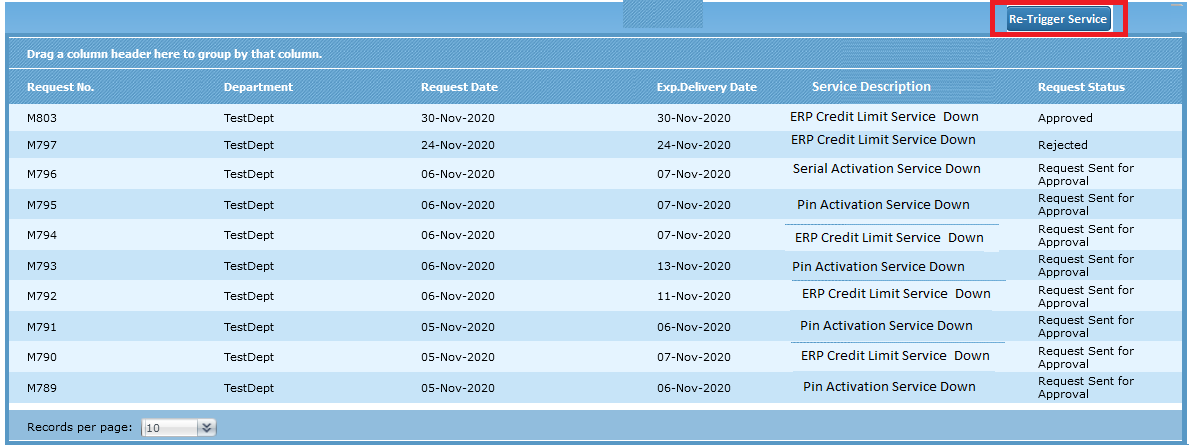 Re-Trigger Service
Drag a column header here to group by that column.
Request No. Department Request Date Exp.Delivery Date Service Description Request Status
M803 TestDept 30-Nov-2020 30-Nov-2020 ERP Credit Limit Service Down Approved
M797 TestDept 24-Nov-2020 24-Nov-2020 ERP Credit Limit Service Down Rejected
M796 TestDept 06-Nov-2020 07-Nov-2020 Serial Activation Service Down Request Sent for
Approval
M795 TestDept 06-Nov-2020 07-Nov-2020 Pin Activation Service Down Request Sent for
Approval
M794 TestDept 06-Nov-2020 07-Nov-2020 ERP Credit Limit Service Down Request Sent for
Approval
M793 TestDept 06-Nov-2020 13-Nov-2020 Pin Activation Service Down Request Sent for
Approval
M792 TestDept 06-Nov-2020 11-Nov-2020 ERP Credit Limit Service Down Request Sent for
Approval
M791 TestDept 05-Nov-2020 06-Nov-2020 Pin Activation Service Down Request Sent for
Approval
M790 TestDept 05-Nov-2020 07-Nov-2020 ERP Credit Limit Service Down Request Sent for
Approval
M789 TestDept 05-Nov-2020 06-Nov-2020 Pin Activation Service Down Request Sent for
Approval
Records per page: 10